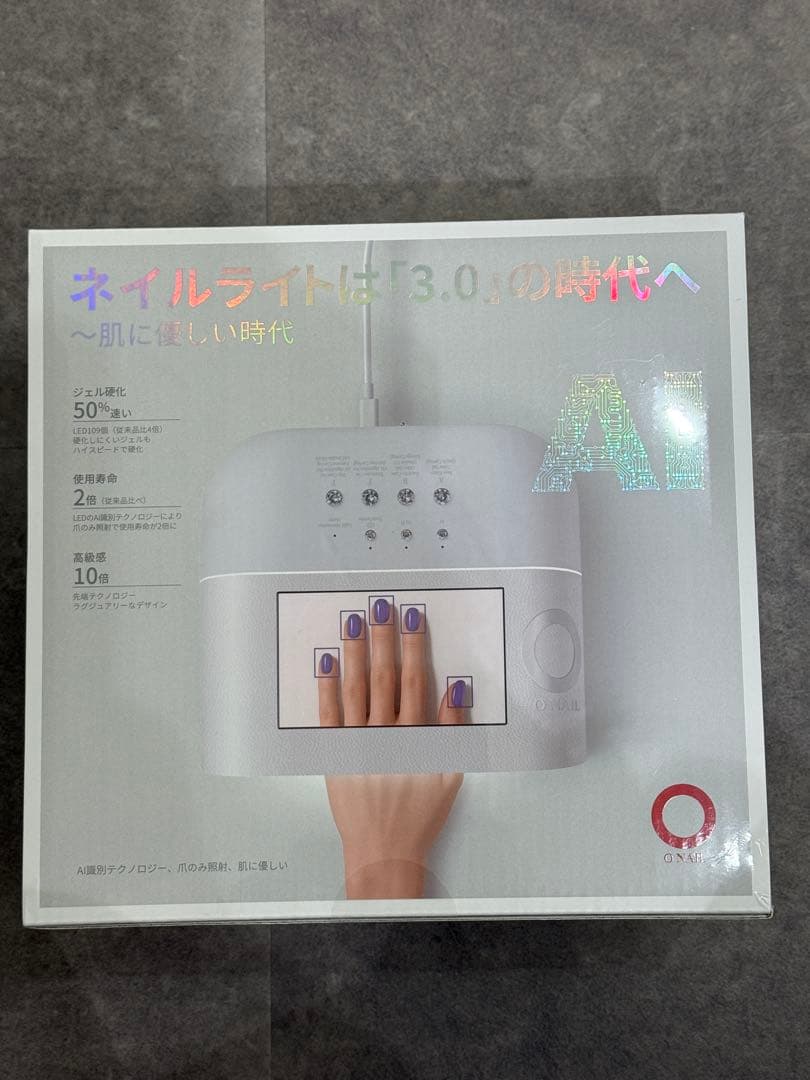 ネイルライトは「3.0」の時代へ
～肌に優しい時代
AI
ジェル硬化
50%速い
LED109個（従来品比4倍）
硬化しにくいジェルも
ハイスピードで硬化
使用寿命
2倍（従来品比べ）
LEDのAI識別テクノロジーにより
爪のみ照射で使用寿命が2倍に
高級感
10倍
先端テクノロジー
ラグジュアリーなデザイン
O NAIL
O NAIL
AI識別テクノロジー、爪のみ照射、肌に優しい